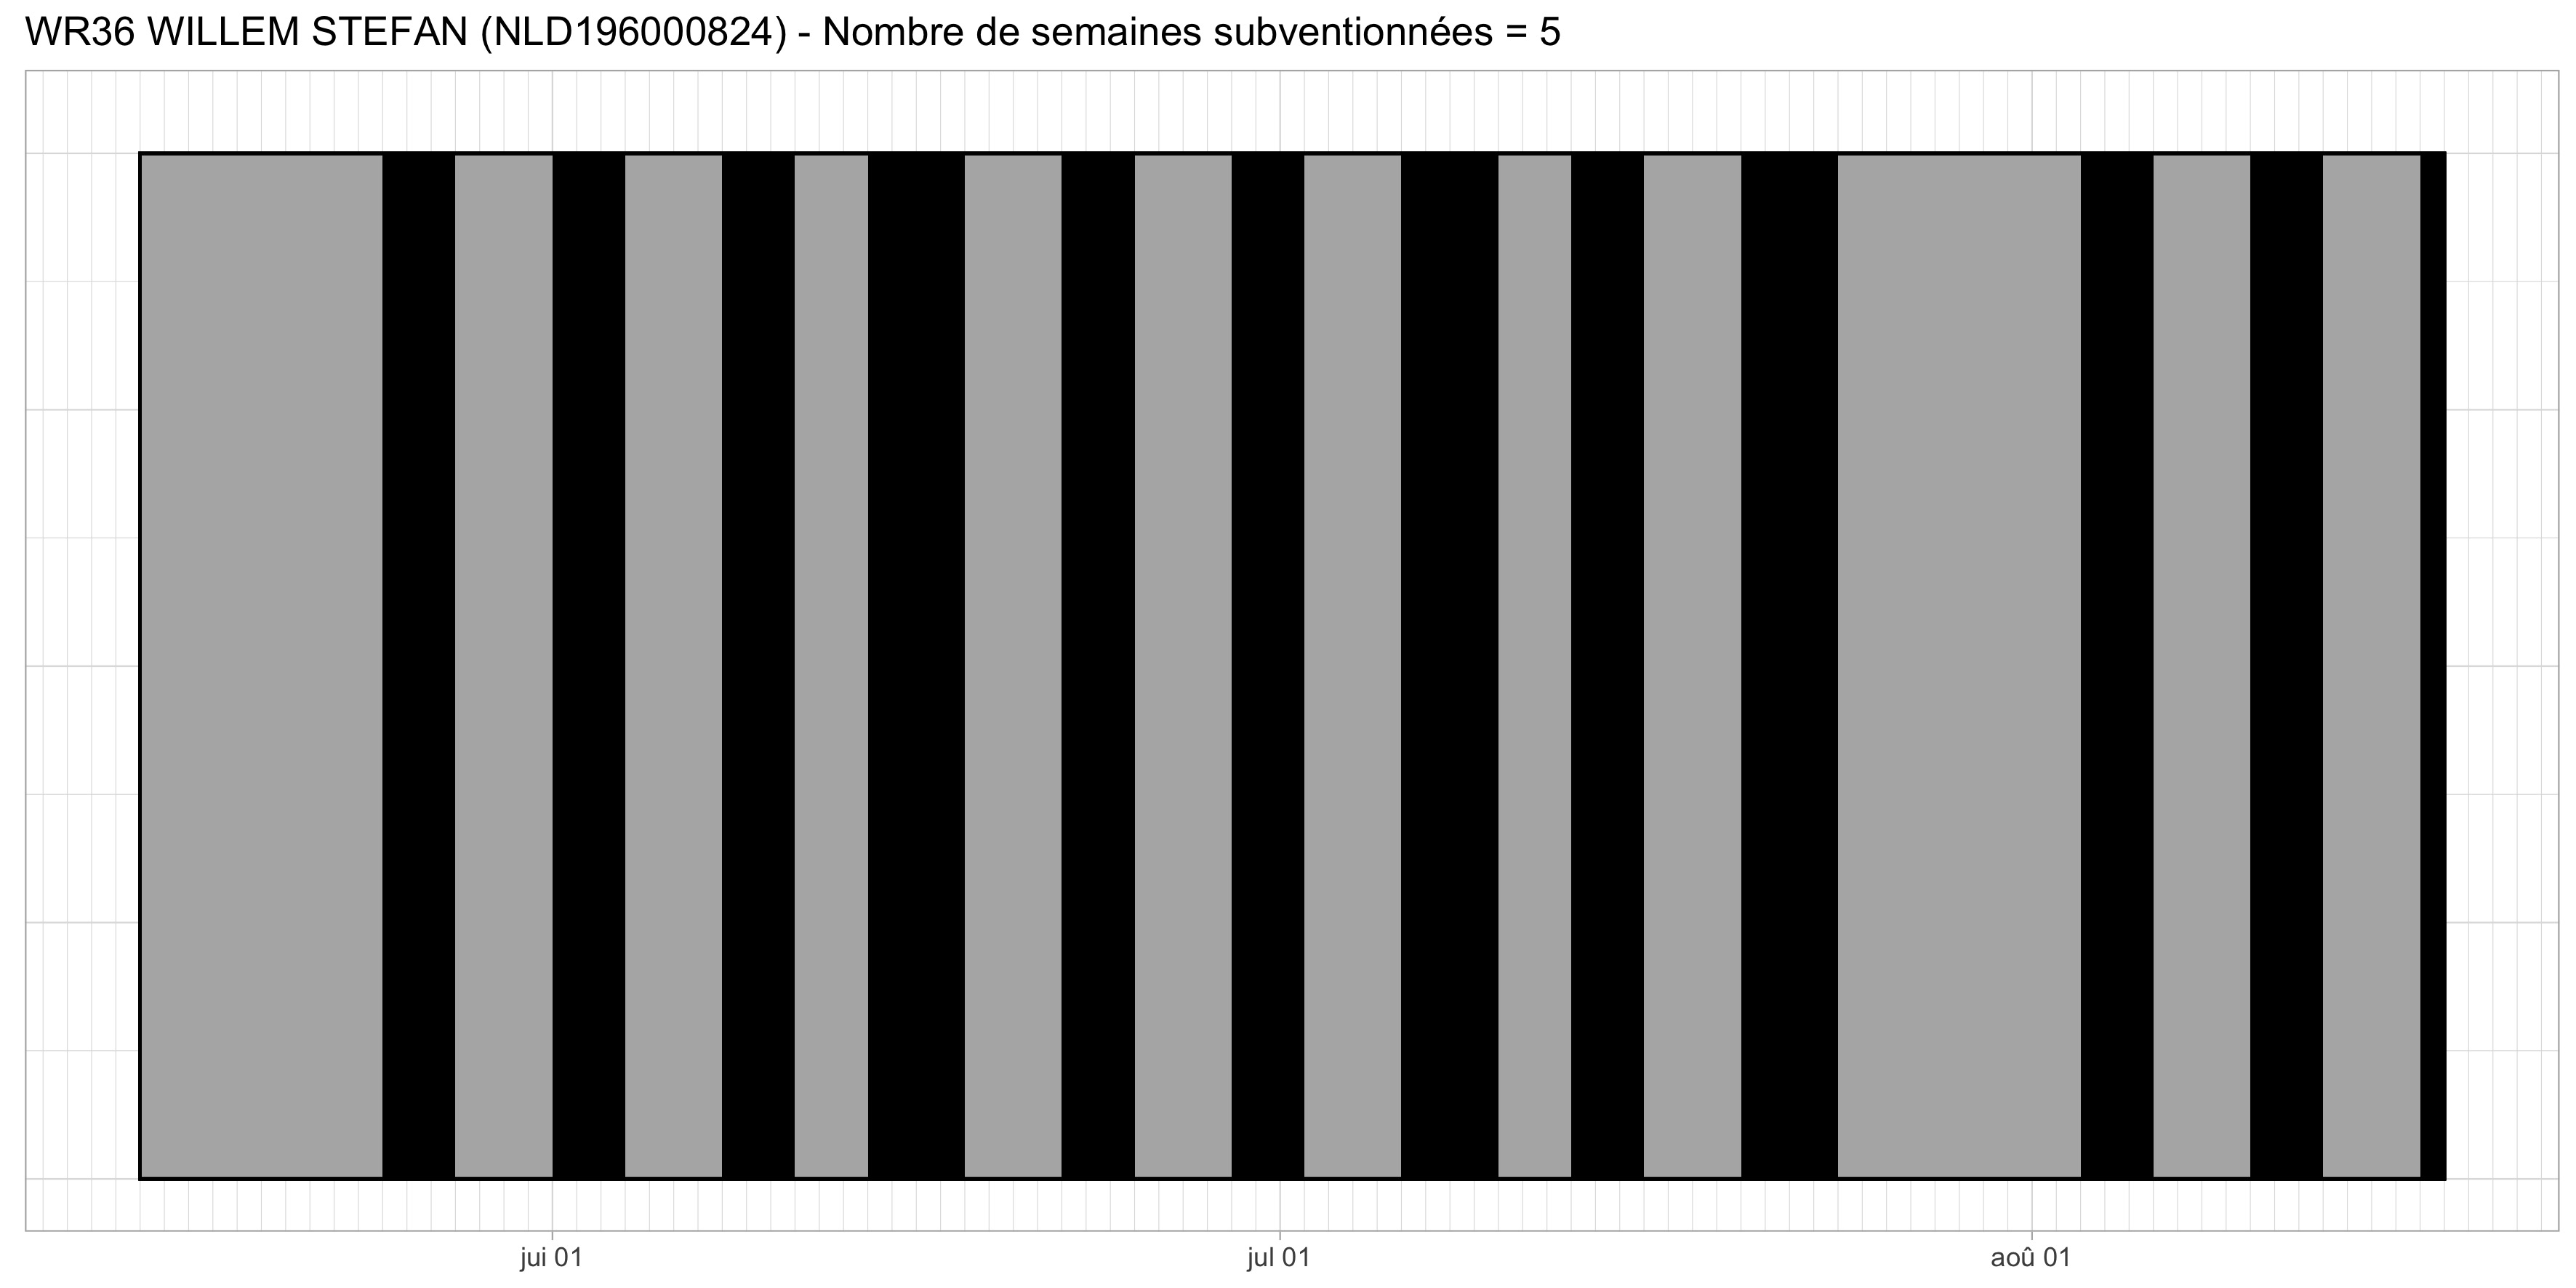 WR36 WILLEM STEFAN (NLD196000824) - Nombre de semaines subventionnées = 5
jui 01 jul 01 aoû 01